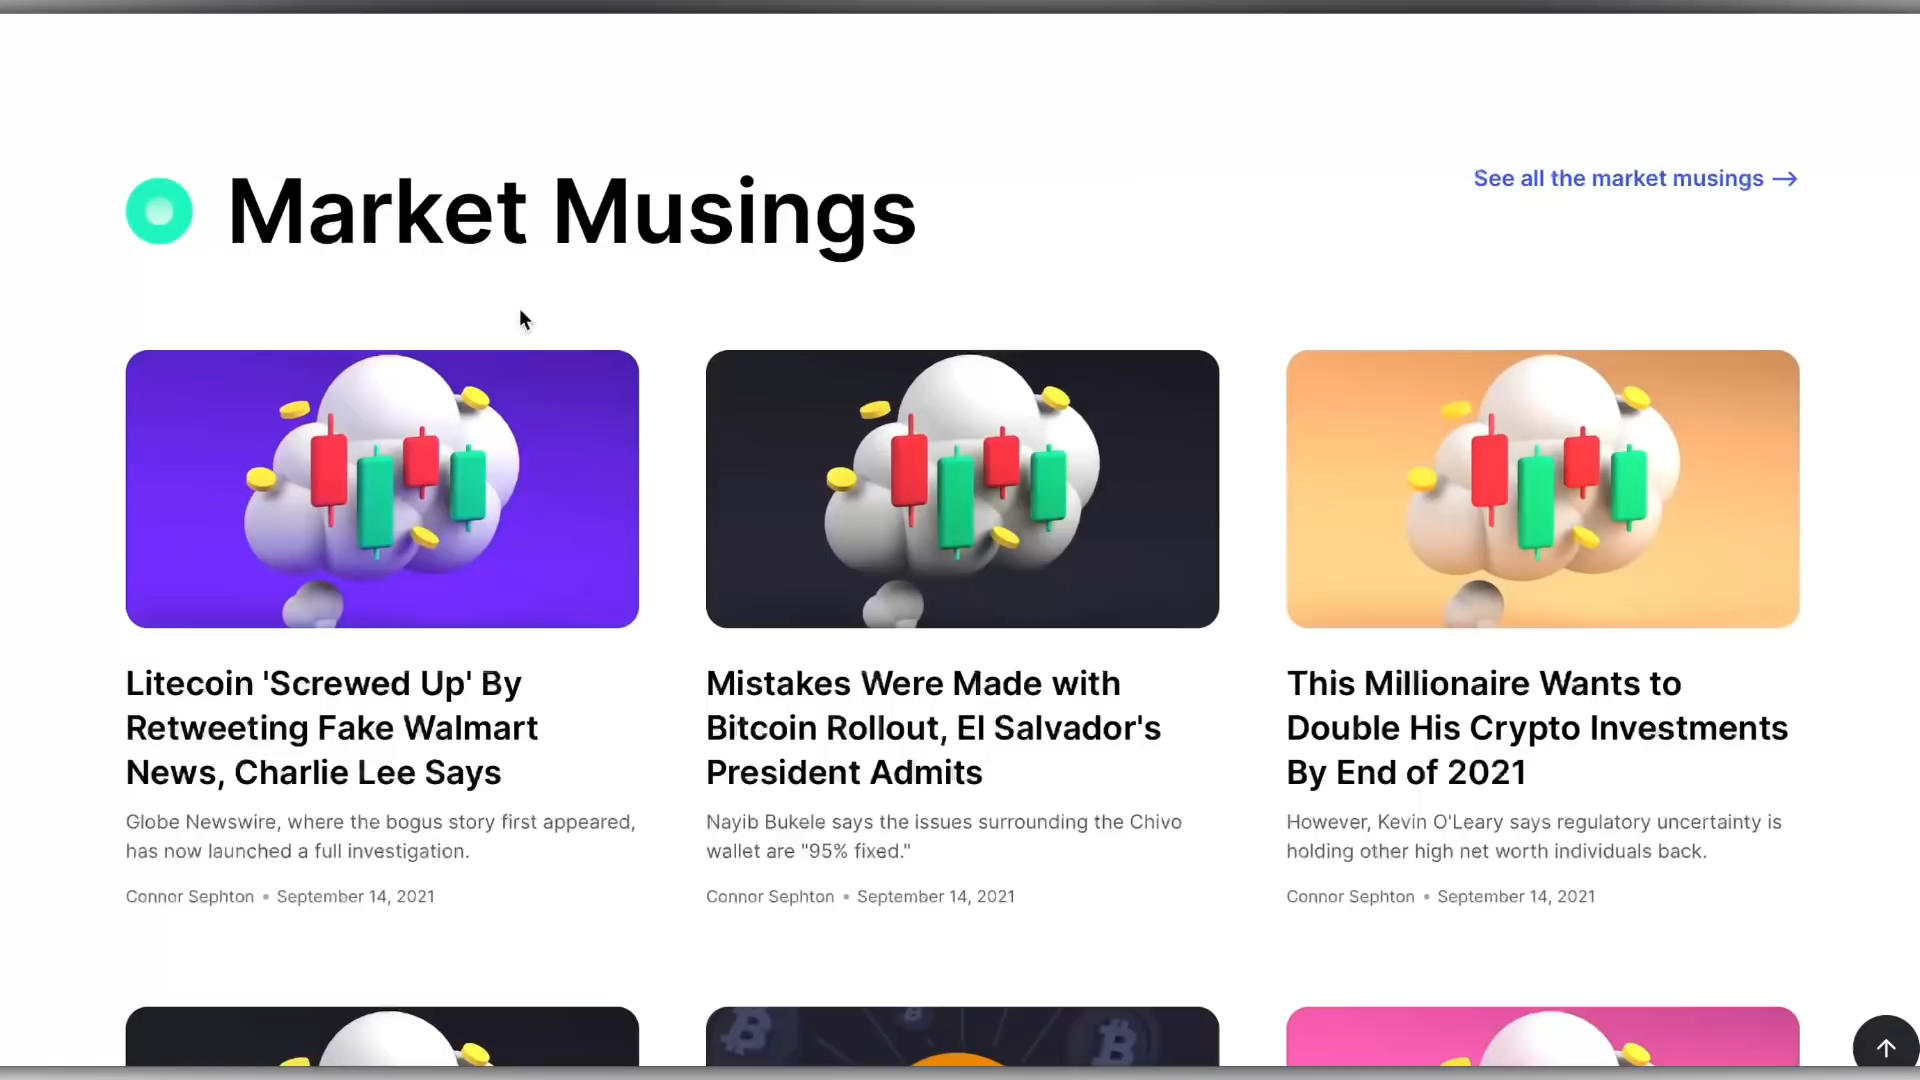 Market Musings
See all the market musings →
Litecoin 'Screwed Up' By
Retweeting Fake Walmart
News, Charlie Lee Says
Globe Newswire, where the bogus story first appeared,
has now launched a full investigation.
Connor Sephton • September 14, 2021
Mistakes Were Made with
Bitcoin Rollout, El Salvador's
President Admits
Nayib Bukele says the issues surrounding the Chivo
wallet are "95% fixed."
Connor Sephton • September 14, 2021
This Millionaire Wants to
Double His Crypto Investments
By End of 2021
However, Kevin O'Leary says regulatory uncertainty is
holding other high net worth individuals back.
Connor Sephton • September 14, 2021